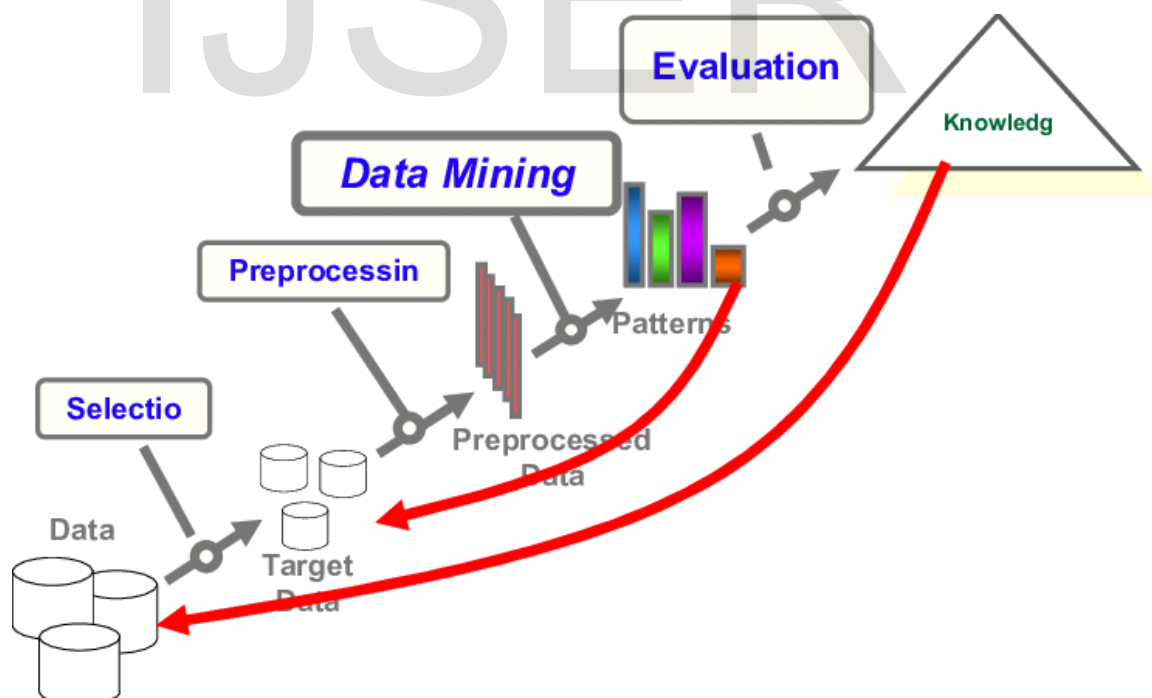 IJSER
Evaluation
Knowledg
Data Mining
Preprocessin
Patterns
Selectio
Preprocessed
Data
Data
Target
Data